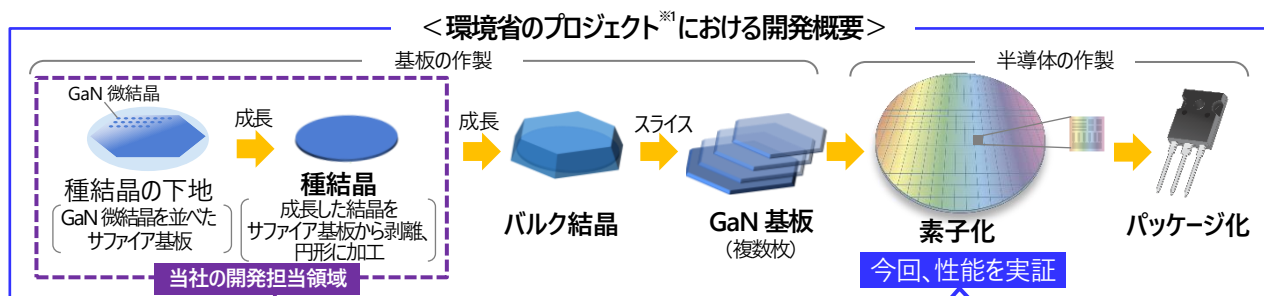 ＜環境省のプロジェクト※1における開発概要＞
基板の作製
半導体の作製
GaN 微結晶
成長
成長
スライス
種結晶の下地
GaN 微結晶を並べた
サファイア基板
種結晶
成長した結晶を
サファイア基板から剥離、
円形に加工
バルク結晶
GaN 基板
（複数枚）
素子化
パッケージ化
当社の開発担当領域
今回、性能を実証